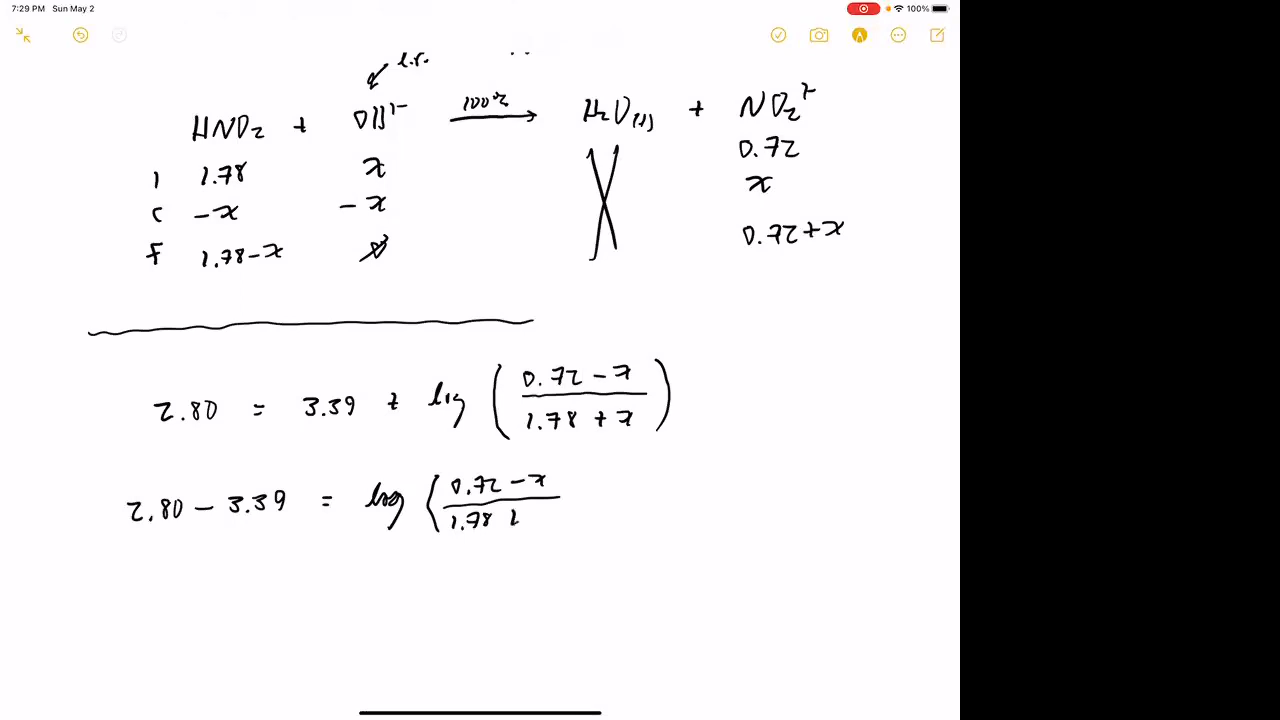 7:29 PM Sun May 2 100%
l.r.
HNO2 + OH1- 100% → H2O(l) + NO2 1-
I 1.78 x 0.72
C -x -x x
F 1.78-x 0 0.72+x
2.80 = 3.39 + log (0.72 - x / 1.78 + x)
2.80 - 3.39 = log (0.72 - x / 1.78